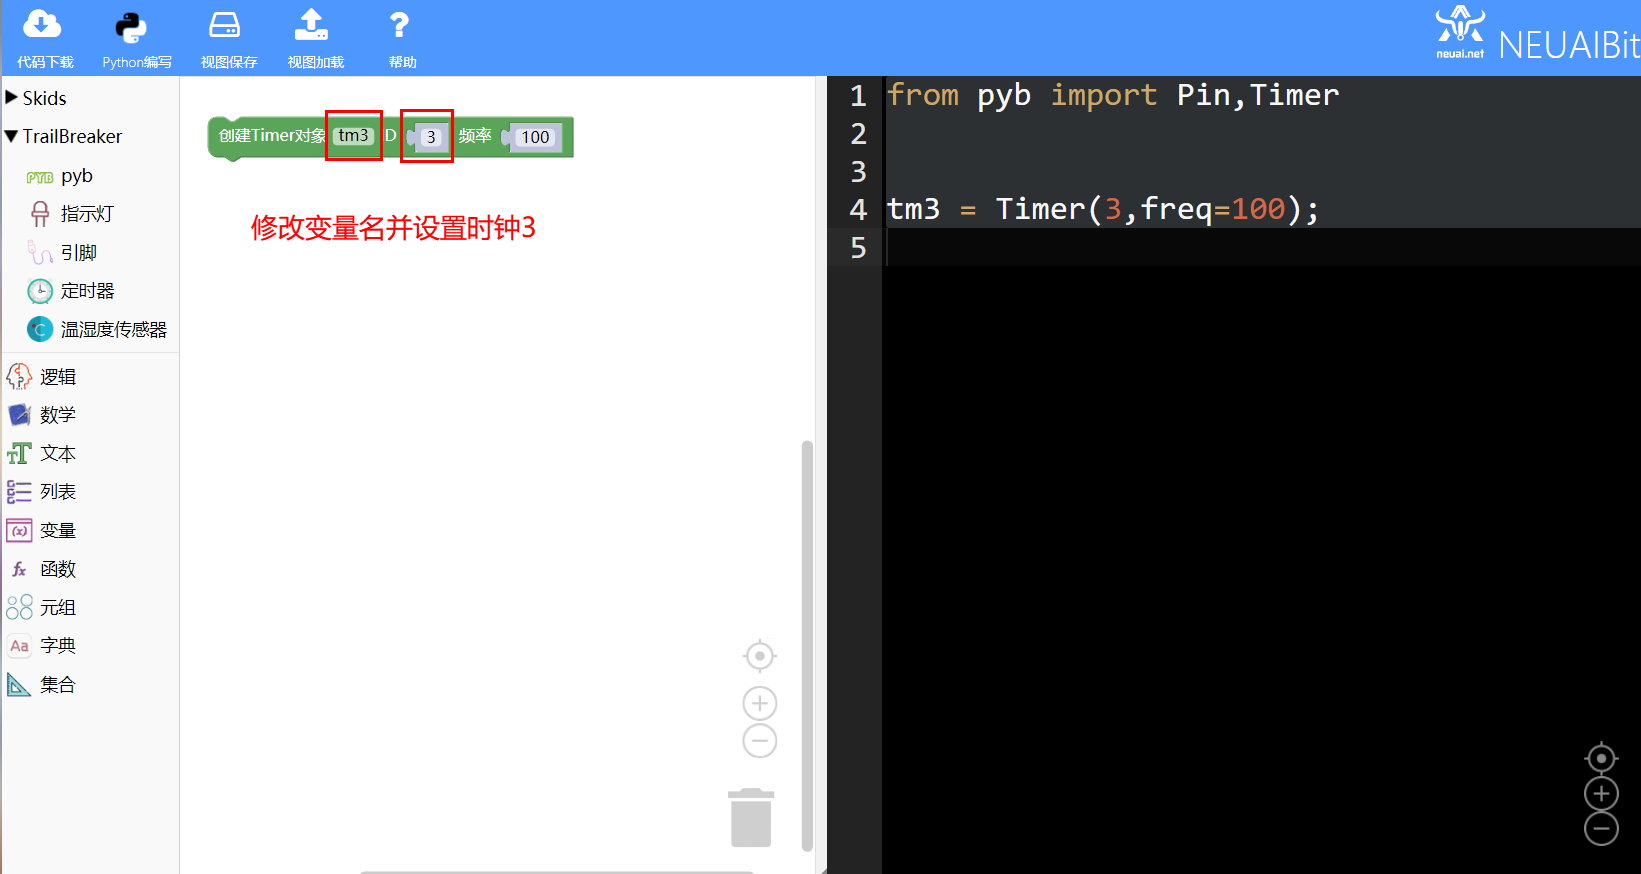 代码下载 Python编写 视图保存 视图加载 帮助
neuai.net NEUAIBit
Skids
TrailBreaker
PYB pyb
指示灯
引脚
定时器
C 温湿度传感器
逻辑
数学
TT 文本
列表
(x) 变量
fx 函数
元组
Aa 字典
集合
创建Timer对象 tm3 D 3 频率 100
修改变量名并设置时钟3
1 from pyb import Pin,Timer
2
3
4 tm3 = Timer(3,freq=100);
5